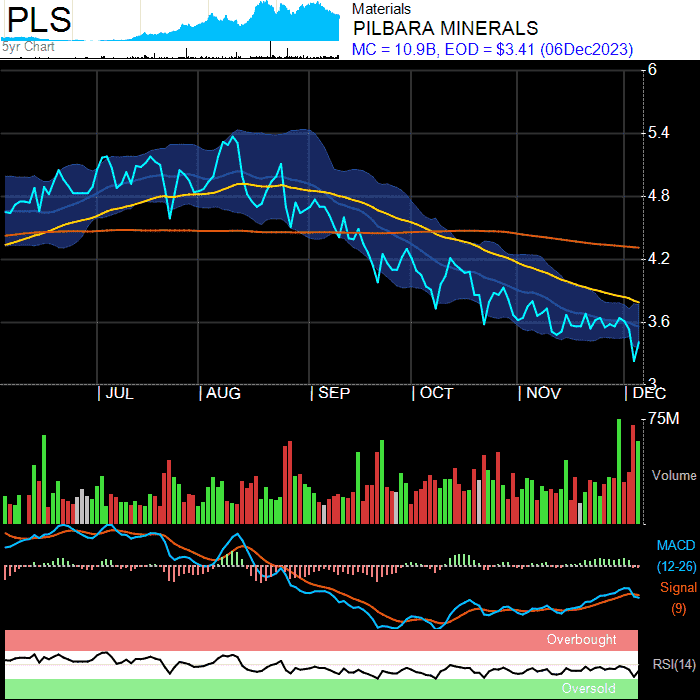 PLS
5yr Chart
Materials
PILBARA MINERALS
MC = 10.9B, EOD = $3.41 (06Dec2023)
6
5.4
4.8
4.2
3.6
3
| JUL | AUG | SEP | OCT | NOV | DEC
75M
Volume
MACD
(12-26)
Signal
(9)
Overbought
RSI(14)
Oversold